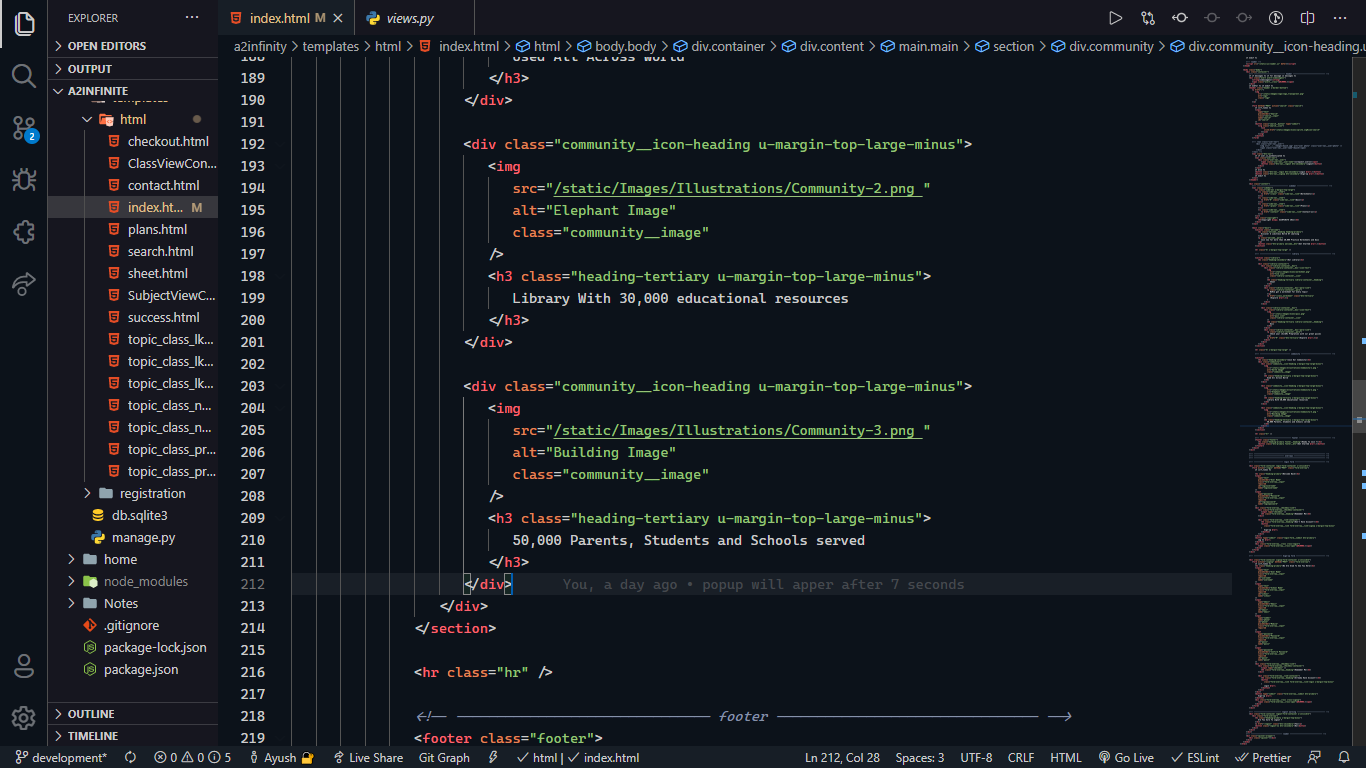 EXPLORER
OPEN EDITORS
OUTPUT
A2INFINITE
html
checkout.html
ClassViewCon...
contact.html
index.ht... M
plans.html
search.html
sheet.html
SubjectViewC...
success.html
topic_class_lk...
topic_class_lk...
topic_class_lk...
topic_class_n...
topic_class_n...
topic_class_pr...
topic_class_pr...
registration
db.sqlite3
manage.py
home
node_modules
Notes
.gitignore
package-lock.json
package.json
OUTLINE
TIMELINE
2
index.html M
views.py
a2infinity > templates > html > index.html > html > body.body > div.container > div.content > main.main > section > div.community > div.community__icon-heading.u
188 Used All Across World
189 </h3>
190 </div>
191
192 <div class="community__icon-heading u-margin-top-large-minus">
193 <img
194 src="/static/Images/Illustrations/Community-2.png "
195 alt="Elephant Image"
196 class="community__image"
197 />
198 <h3 class="heading-tertiary u-margin-top-large-minus">
199 Library With 30,000 educational resources
200 </h3>
201 </div>
202
203 <div class="community__icon-heading u-margin-top-large-minus">
204 <img
205 src="/static/Images/Illustrations/Community-3.png "
206 alt="Building Image"
207 class="community__image"
208 />
209 <h3 class="heading-tertiary u-margin-top-large-minus">
210 50,000 Parents, Students and Schools served
211 </h3>
212 </div> You, a day ago • popup will apper after 7 seconds
213 </div>
214 </section>
215
216 <hr class="hr" />
217
218 <!-- footer -->
219 <footer class="footer">
development* 0 0 5 Ayush Live Share Git Graph html index.html Ln 212, Col 28 Spaces: 3 UTF-8 CRLF HTML Go Live ESLint Prettier